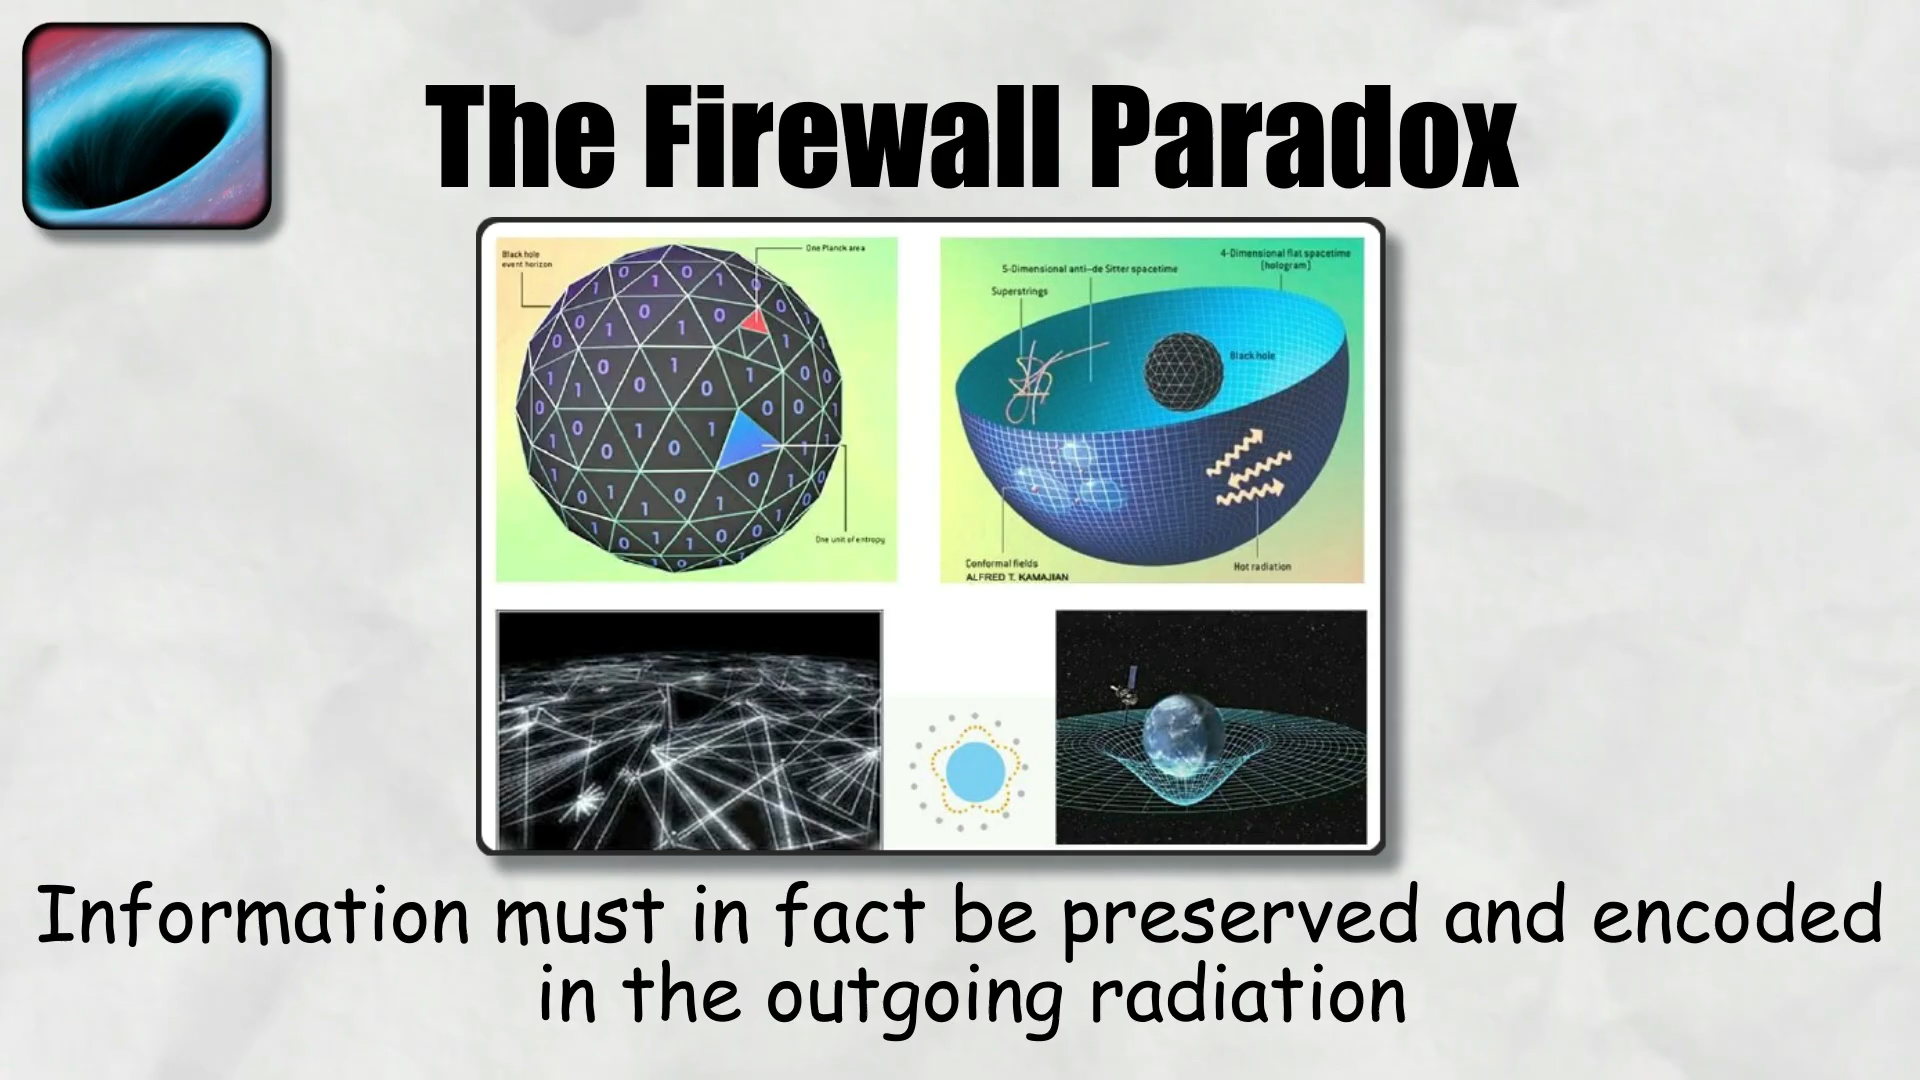 The Firewall Paradox
Black hole
event horizon
One Planck area
One unit of entropy
5-Dimensional anti-de Sitter spacetime
Superstrings
4-Dimensional flat spacetime
(hologram)
Black hole
Conformal fields
ALFRED T. KAMAJIAN
Hot radiation
Information must in fact be preserved and encoded
in the outgoing radiation